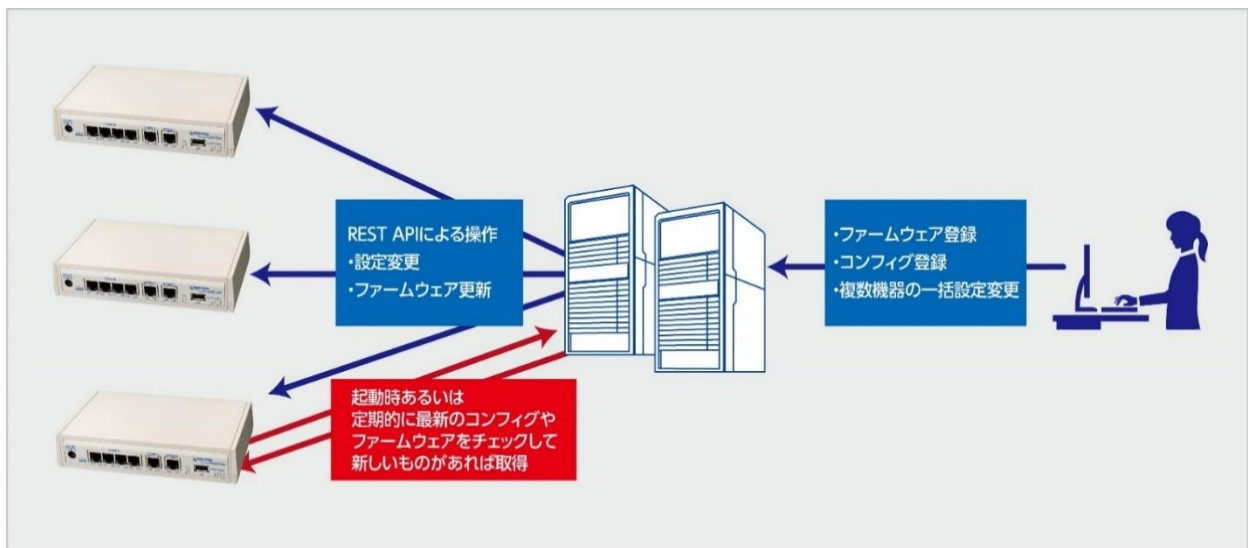 REST APIによる操作
・設定変更
・ファームウェア更新
・ファームウェア登録
・コンフィグ登録
・複数機器の一括設定変更
起動時あるいは
定期的に最新のコンフィグや
ファームウェアをチェックして
新しいものがあれば取得